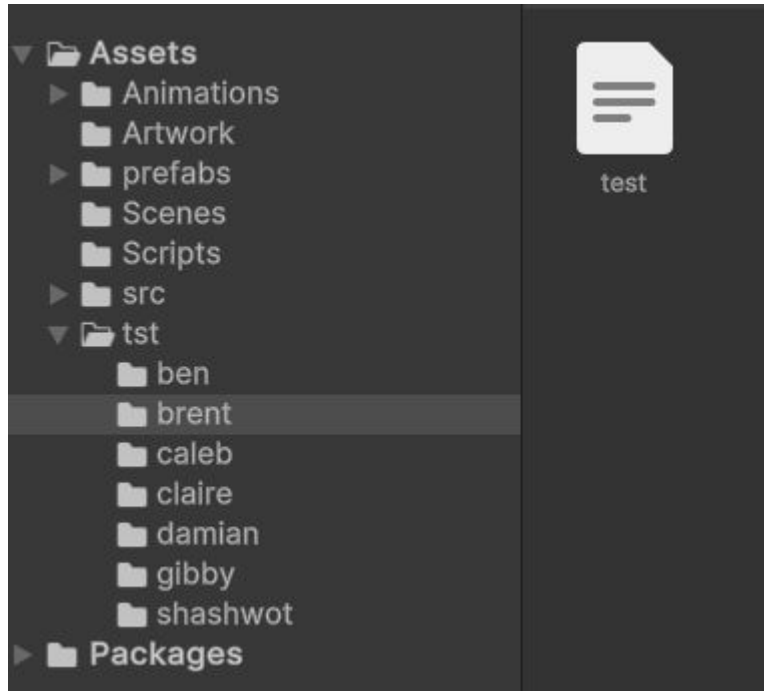 Assets
Animations
Artwork
prefabs
Scenes
Scripts
src
tst
ben
brent
caleb
claire
damian
gibby
shashwot
Packages
test